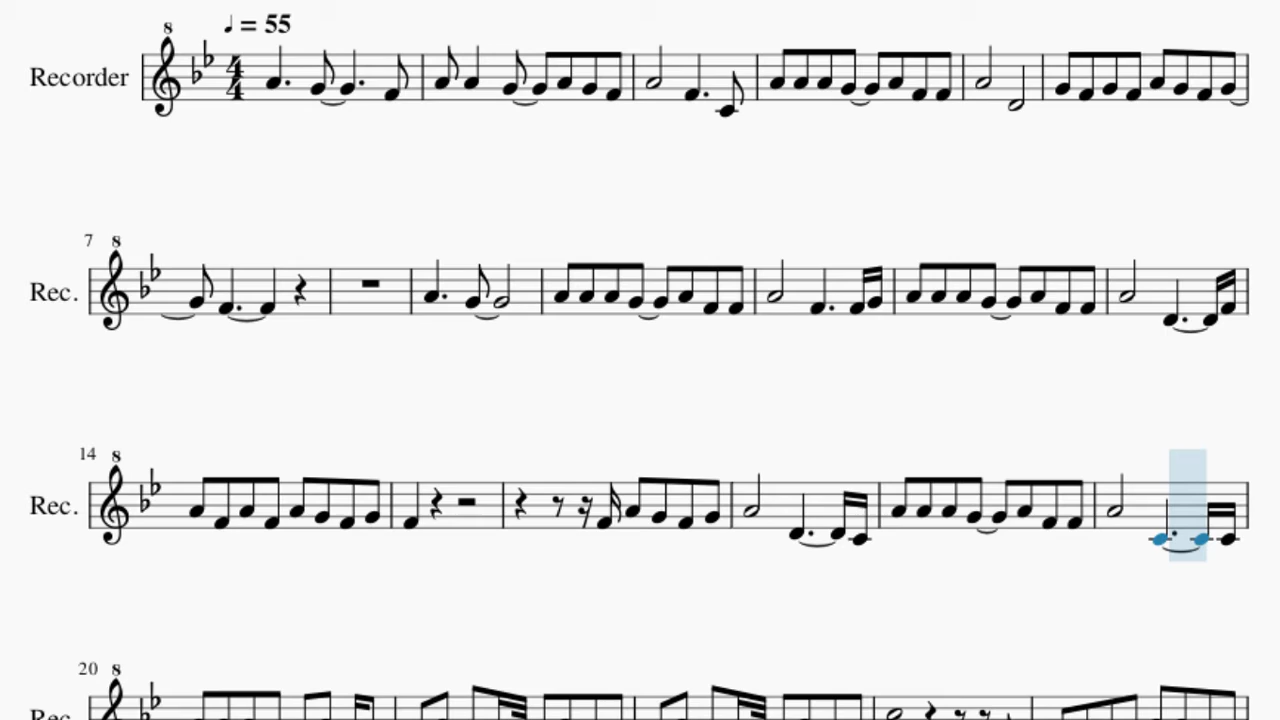 ♩ = 55
8
Recorder 4/4
7 8
Rec.
14 8
Rec.
20 8
Rec.